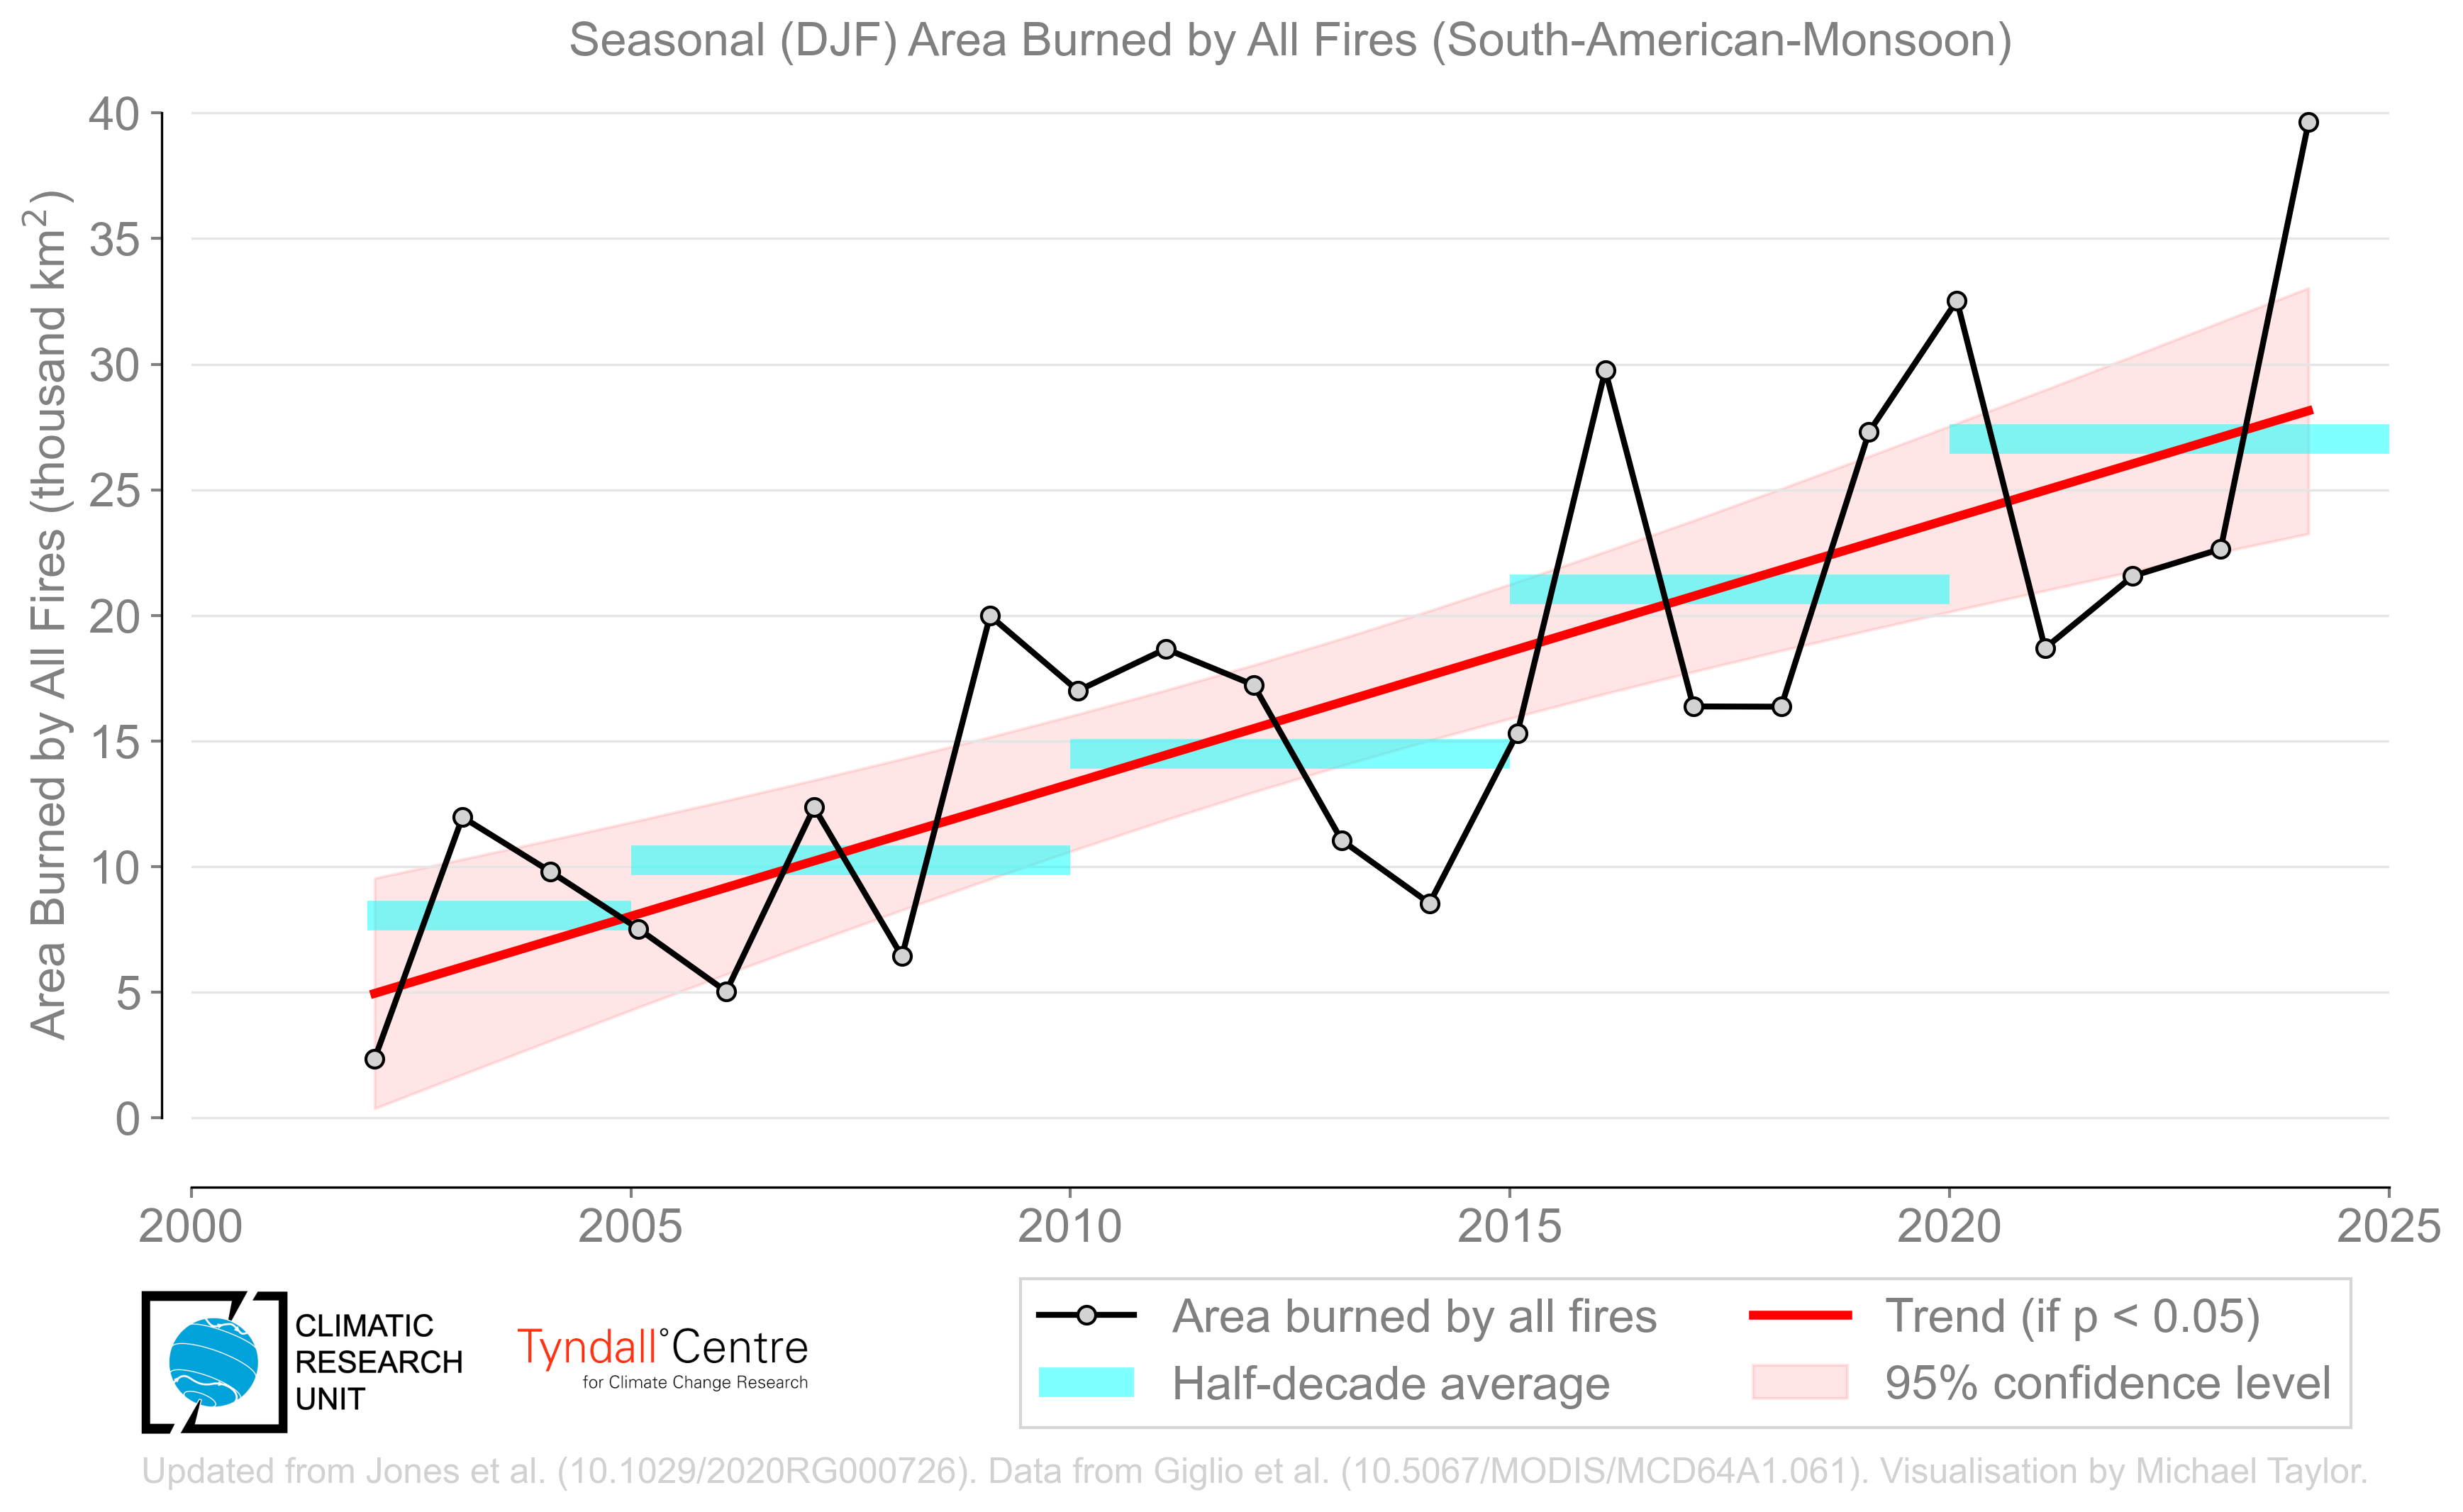 Seasonal (DJF) Area Burned by All Fires (South-American-Monsoon)
Area Burned by All Fires (thousand km²)
40
35
30
25
20
15
10
5
0
2000 2005 2010 2015 2020 2025
CLIMATIC
RESEARCH
UNIT
Tyndall°Centre
for Climate Change Research
Area burned by all fires
Half-decade average
Trend (if p < 0.05)
95% confidence level
Updated from Jones et al. (10.1029/2020RG000726). Data from Giglio et al. (10.5067/MODIS/MCD64A1.061). Visualisation by Michael Taylor.